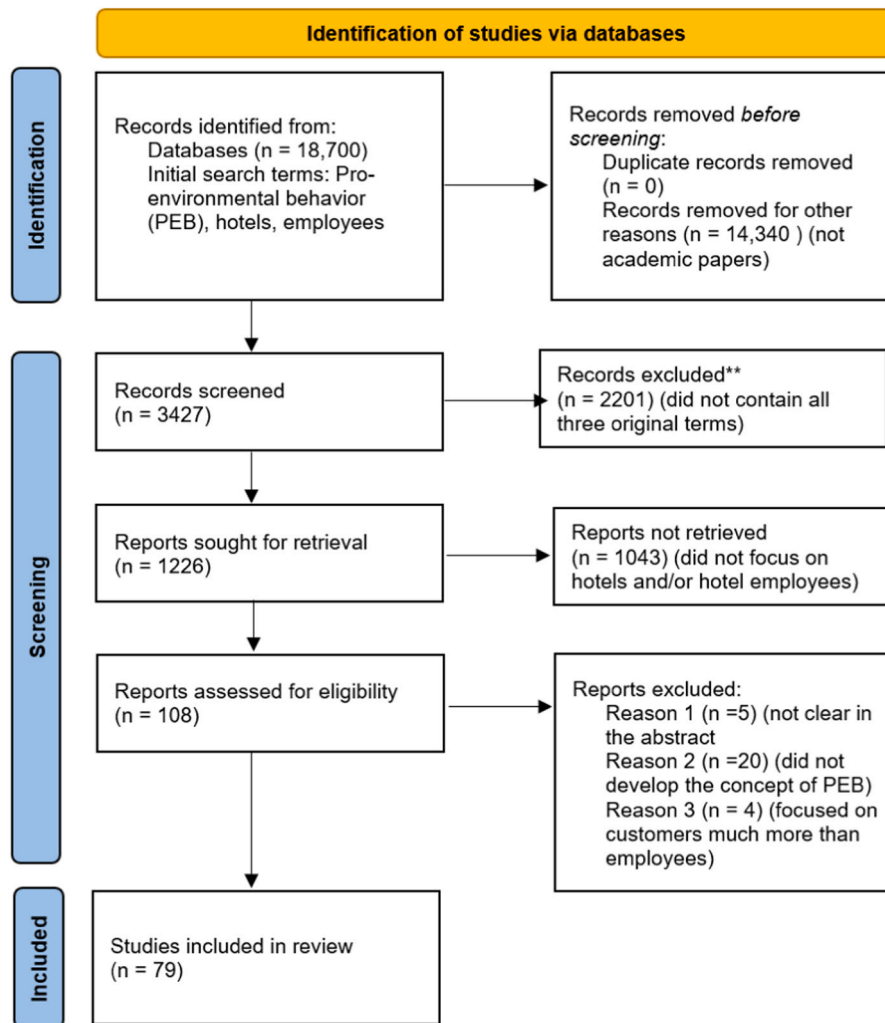 Identification of studies via databases
Identification
Records identified from:
Databases (n = 18,700)
Initial search terms: Pro-
environmental behavior
(PEB), hotels, employees
Records removed before
screening:
Duplicate records removed
(n = 0)
Records removed for other
reasons (n = 14,340 ) (not
academic papers)
Screening
Records screened
(n = 3427)
Records excluded**
(n = 2201) (did not contain all
three original terms)
Reports sought for retrieval
(n = 1226)
Reports not retrieved
(n = 1043) (did not focus on
hotels and/or hotel employees)
Reports assessed for eligibility
(n = 108)
Reports excluded:
Reason 1 (n =5) (not clear in
the abstract
Reason 2 (n =20) (did not
develop the concept of PEB)
Reason 3 (n = 4) (focused on
customers much more than
employees)
Included
Studies included in review
(n = 79)